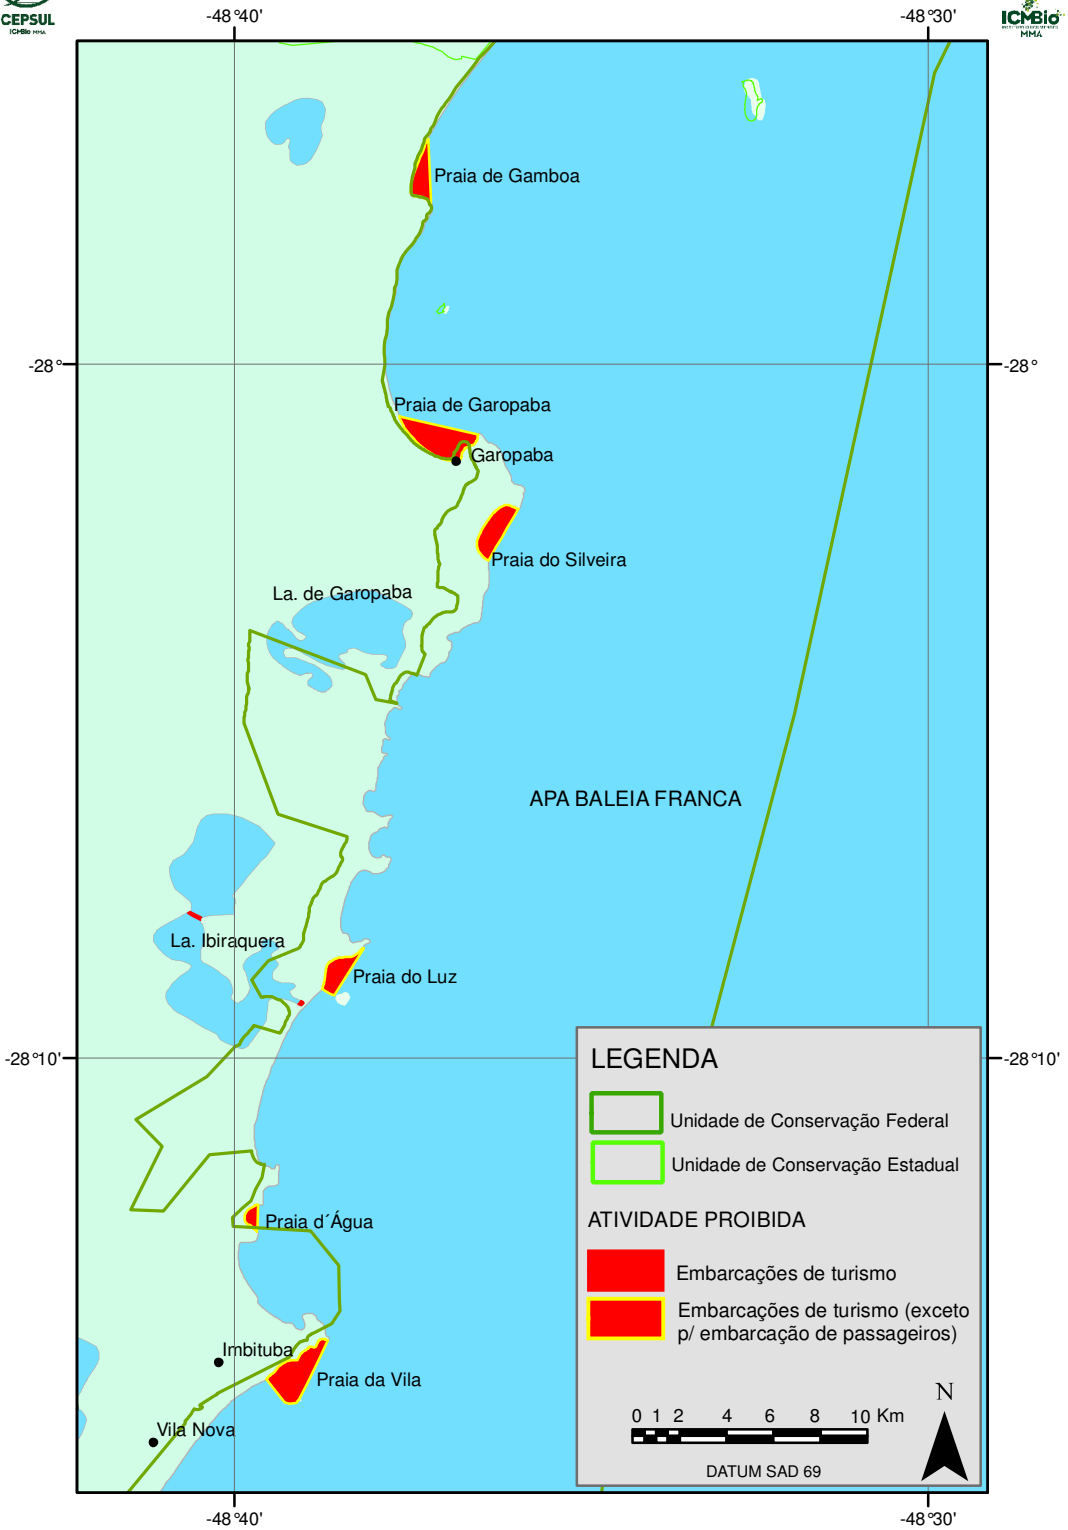 CEPSUL
ICMBio MMA
-48°40'
-48°30'
ICMBio
MMA
Praia de Gamboa
-28°
-28°
Praia de Garopaba
Garopaba
Praia do Silveira
La. de Garopaba
APA BALEIA FRANCA
La. Ibiraquera
Praia do Luz
-28°10'
-28°10'
LEGENDA
Unidade de Conservação Federal
Unidade de Conservação Estadual
Praia d´Água
ATIVIDADE PROIBIDA
Embarcações de turismo
Embarcações de turismo (exceto
p/ embarcação de passageiros)
Imbituba
Praia da Vila
Vila Nova
N
0 1 2 4 6 8 10 Km
DATUM SAD 69
-48°40'
-48°30'